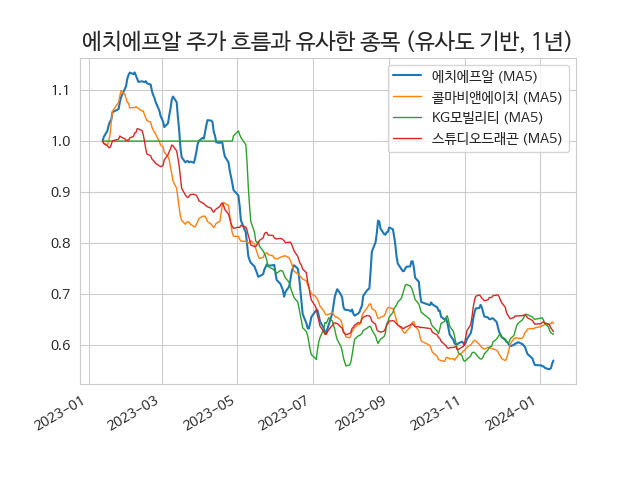 에치에프알 주가 흐름과 유사한 종목 (유사도 기반, 1년)
에치에프알 (MA5)
콜마비앤에이치 (MA5)
KG모빌리티 (MA5)
스튜디오드래곤 (MA5)
1.1
1.0
0.9
0.8
0.7
0.6
2023-01
2023-03
2023-05
2023-07
2023-09
2023-11
2024-01